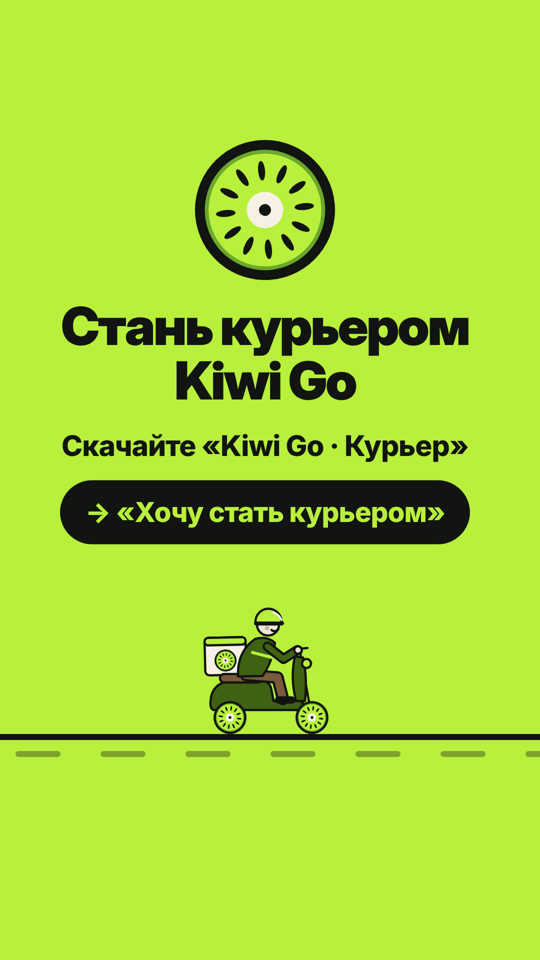 Стань курьером
Kiwi Go
Скачайте «Kiwi Go · Курьер»
→ «Хочу стать курьером»